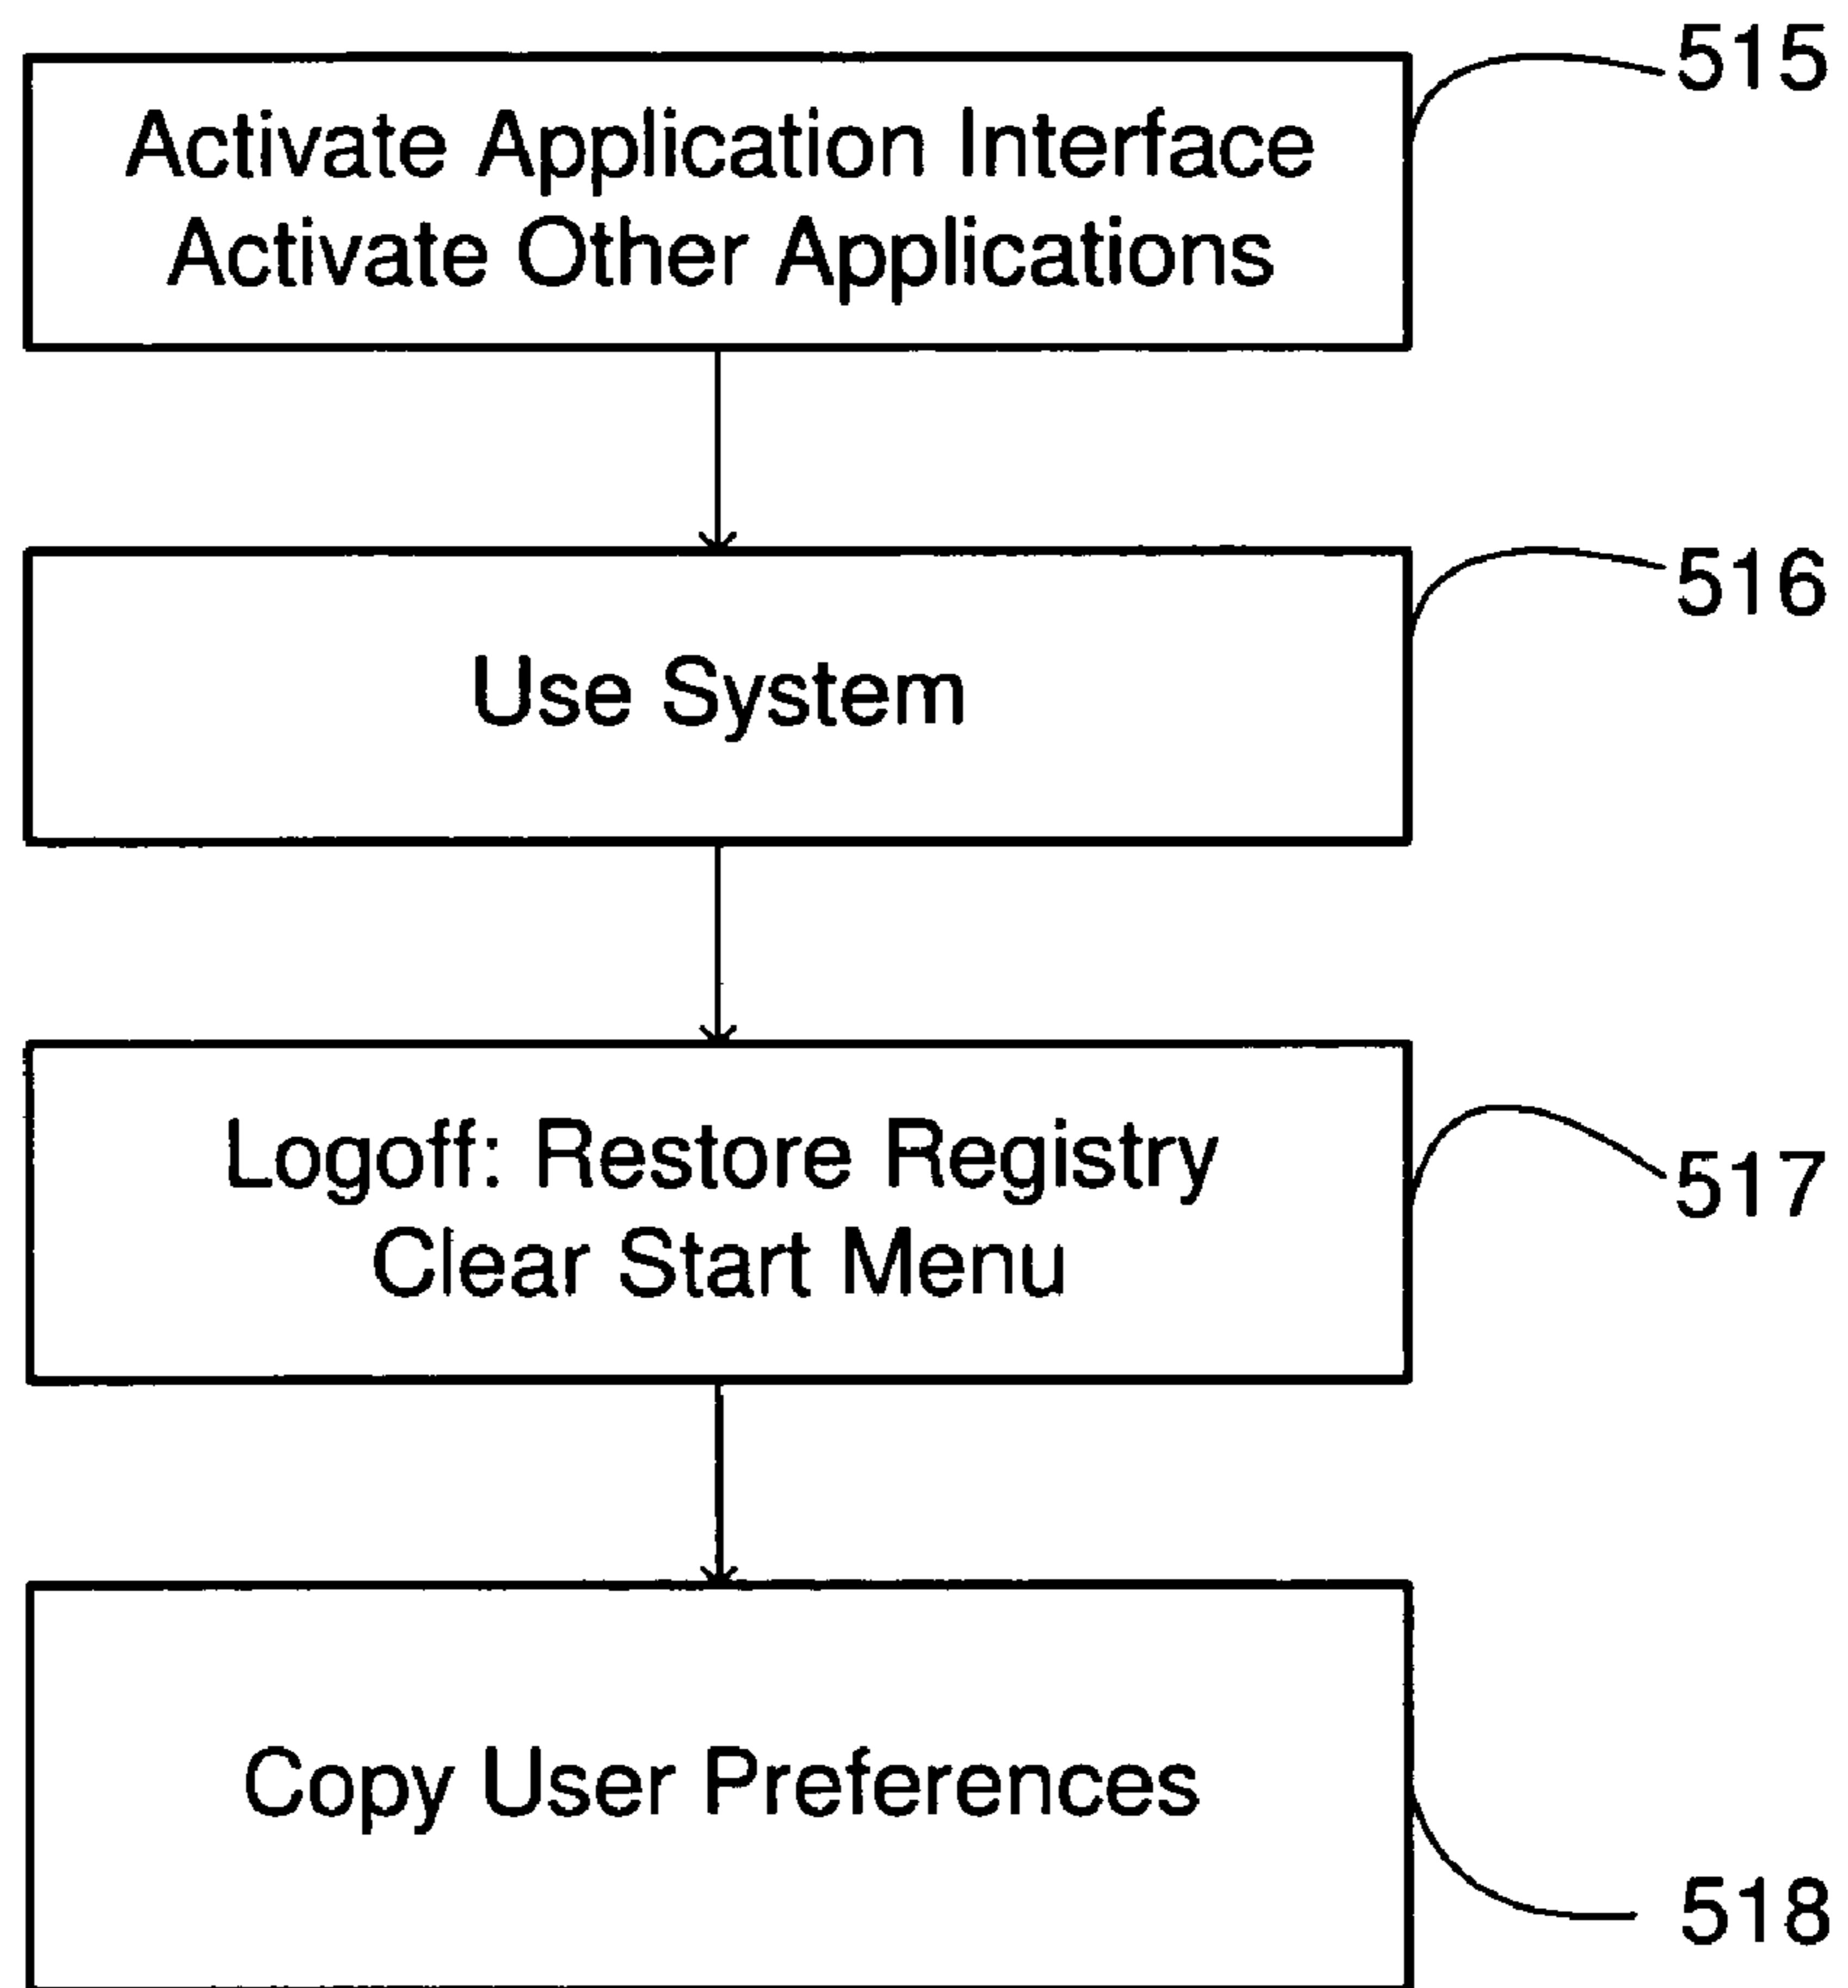 515
Activate Application Interface
Activate Other Applications
516
Use System
Logoff: Restore Registry
517
Clear Start Menu
Copy User Preferences
518